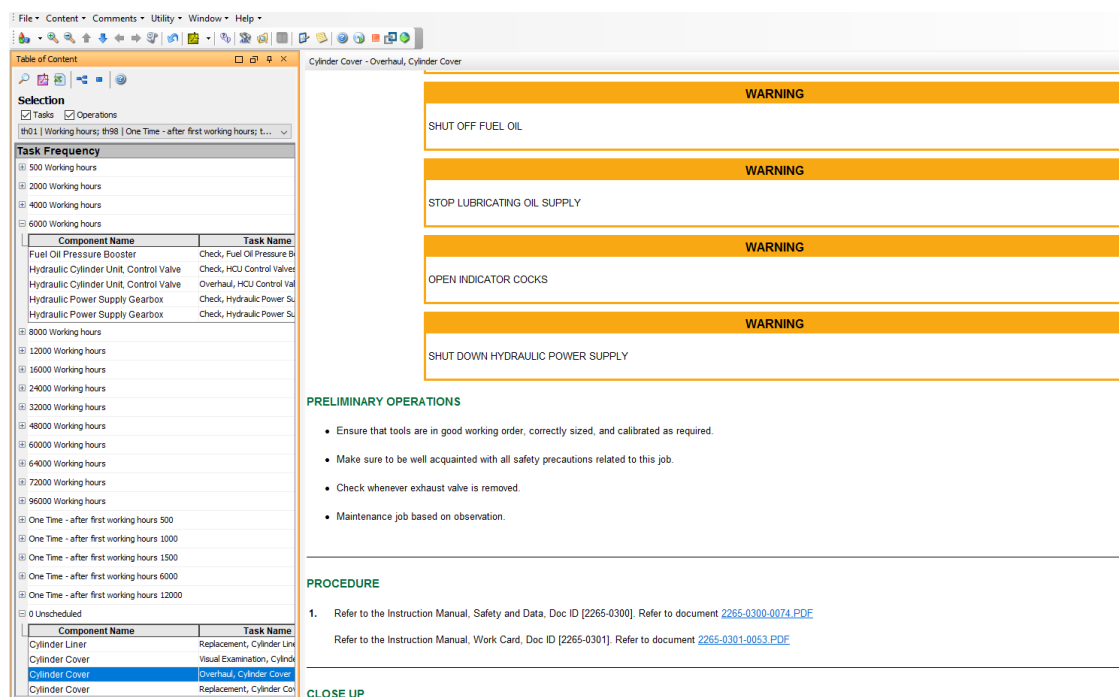 File Content Comments Utility Window Help
Table of Content
Cylinder Cover - Overhaul, Cylinder Cover
Selection
Tasks Operations
th01 | Working hours; th98 | One Time - after first working hours; t...
Task Frequency
500 Working hours
2000 Working hours
4000 Working hours
6000 Working hours
Component Name Task Name
Fuel Oil Pressure Booster Check, Fuel Oil Pressure B
Hydraulic Cylinder Unit, Control Valve Check, HCU Control Valves
Hydraulic Cylinder Unit, Control Valve Overhaul, HCU Control Val
Hydraulic Power Supply Gearbox Check, Hydraulic Power Su
Hydraulic Power Supply Gearbox Check, Hydraulic Power Su
8000 Working hours
12000 Working hours
16000 Working hours
24000 Working hours
32000 Working hours
48000 Working hours
60000 Working hours
64000 Working hours
72000 Working hours
96000 Working hours
One Time - after first working hours 500
One Time - after first working hours 1000
One Time - after first working hours 1500
One Time - after first working hours 6000
One Time - after first working hours 12000
0 Unscheduled
Component Name Task Name
Cylinder Liner Replacement, Cylinder Line
Cylinder Cover Visual Examination, Cylinde
Cylinder Cover Overhaul, Cylinder Cover
Cylinder Cover Replacement, Cylinder Cov
WARNING
SHUT OFF FUEL OIL
WARNING
STOP LUBRICATING OIL SUPPLY
WARNING
OPEN INDICATOR COCKS
WARNING
SHUT DOWN HYDRAULIC POWER SUPPLY
PRELIMINARY OPERATIONS
• Ensure that tools are in good working order, correctly sized, and calibrated as required.
• Make sure to be well acquainted with all safety precautions related to this job.
• Check whenever exhaust valve is removed.
• Maintenance job based on observation.
PROCEDURE
1. Refer to the Instruction Manual, Safety and Data, Doc ID [2265-0300]. Refer to document 2265-0300-0074.PDF
Refer to the Instruction Manual, Work Card, Doc ID [2265-0301]. Refer to document 2265-0301-0053.PDF
CLOSE UP